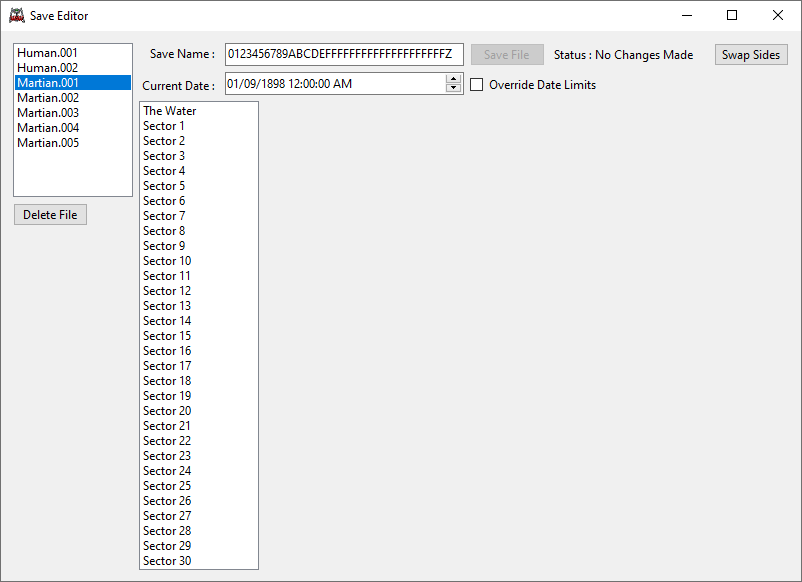 Save Editor
Human.001
Human.002
Martian.001
Martian.002
Martian.003
Martian.004
Martian.005
Delete File
Save Name : 0123456789ABCDEFFFFFFFFFFFFFFFFFFFFZ Save File Status : No Changes Made Swap Sides
Current Date : 01/09/1898 12:00:00 AM Override Date Limits
The Water
Sector 1
Sector 2
Sector 3
Sector 4
Sector 5
Sector 6
Sector 7
Sector 8
Sector 9
Sector 10
Sector 11
Sector 12
Sector 13
Sector 14
Sector 15
Sector 16
Sector 17
Sector 18
Sector 19
Sector 20
Sector 21
Sector 22
Sector 23
Sector 24
Sector 25
Sector 26
Sector 27
Sector 28
Sector 29
Sector 30